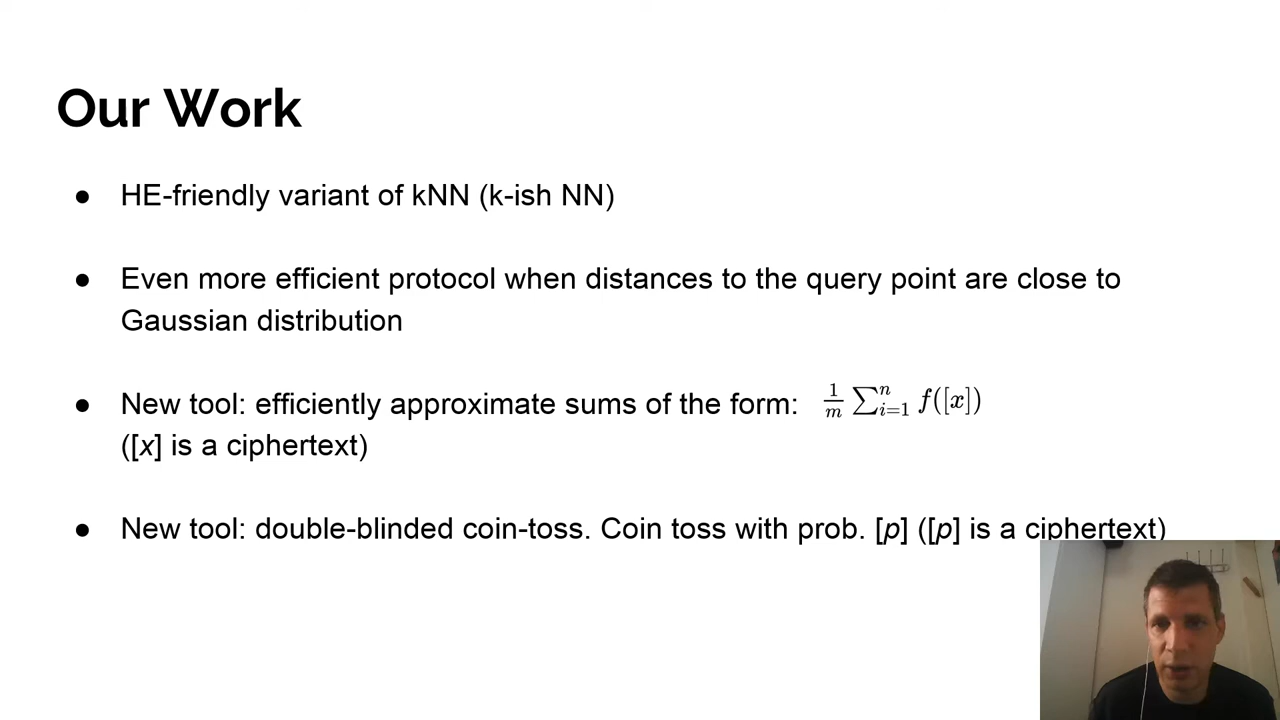 Our Work
● HE-friendly variant of kNN (k-ish NN)
● Even more efficient protocol when distances to the query point are close to
Gaussian distribution
● New tool: efficiently approximate sums of the form: $\frac{1}{m} \sum_{i=1}^{n} f([x])$
([x] is a ciphertext)
● New tool: double-blinded coin-toss. Coin toss with prob. [p] ([p] is a ciphertext)